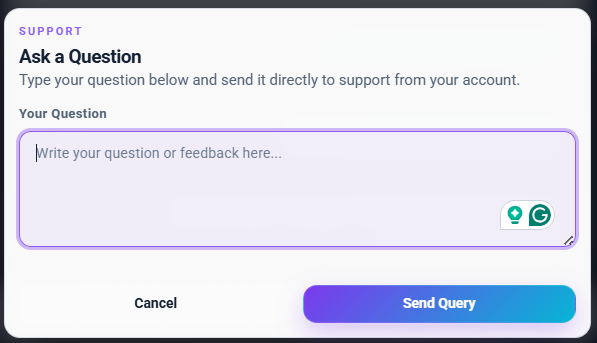 SUPPORT
Ask a Question
Type your question below and send it directly to support from your account.
Your Question
Write your question or feedback here...
Cancel
Send Query